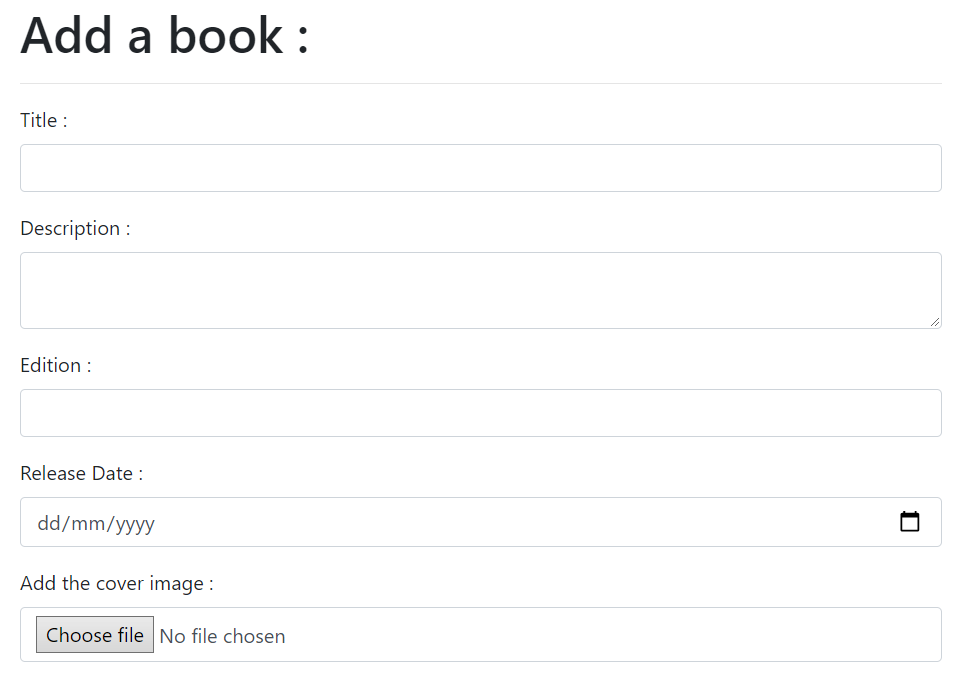 Add a book :
Title :
Description :
Edition :
Release Date :
dd/mm/yyyy
Add the cover image :
Choose file No file chosen